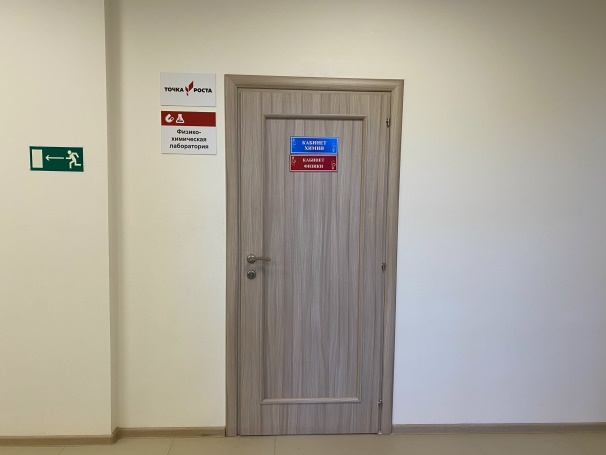 ТОЧКА РОСТА
Физико-
химическая
лаборатория
КАБИНЕТ
ХИМИИ
КАБИНЕТ
ФИЗИКИ